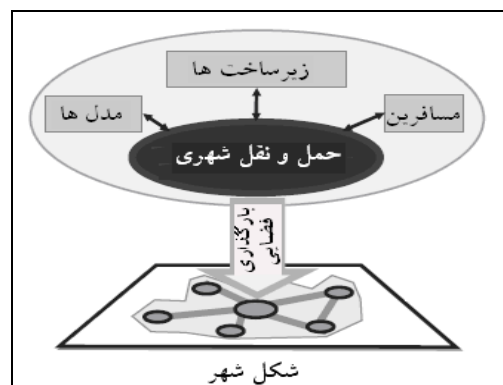 زیرساخت ها
مدل ها
مسافرین
حمل و نقل شهری
بارگذاری
فضایی
شکل شهر